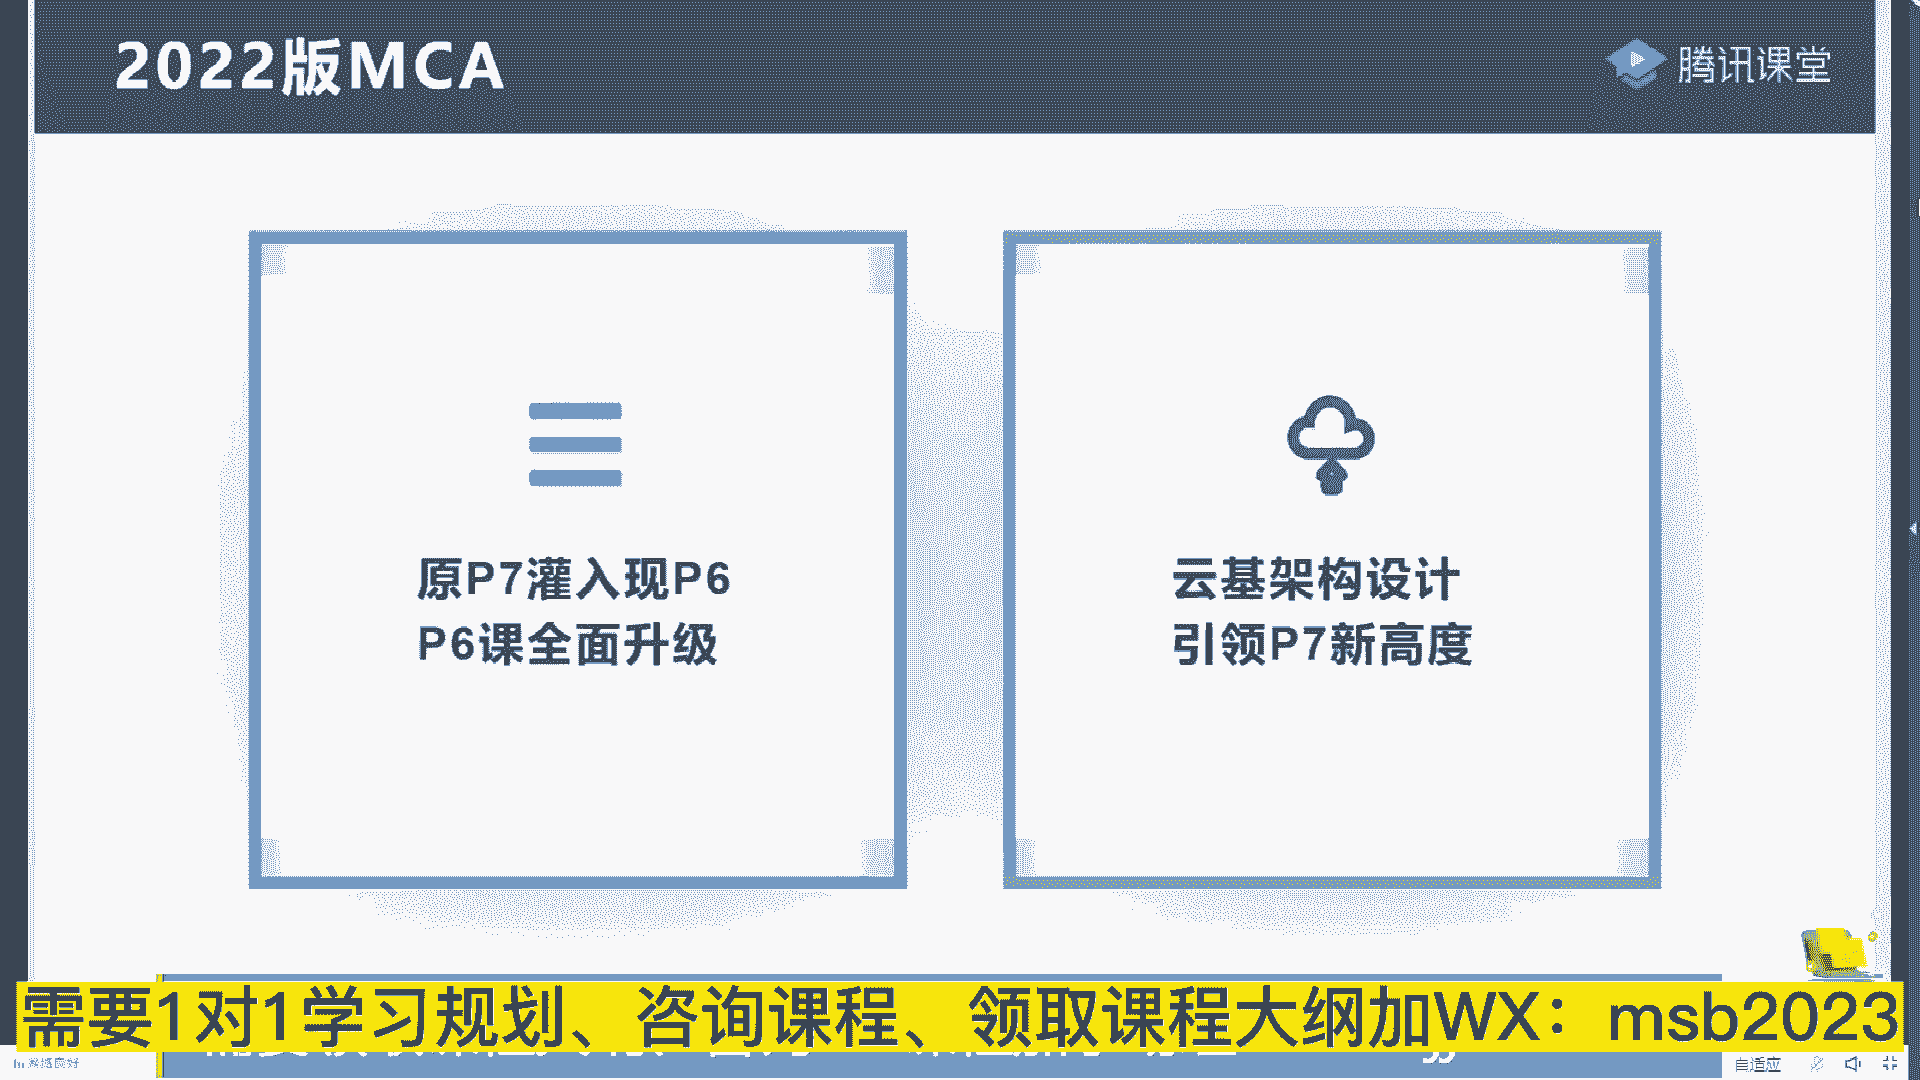 2022版MCA
腾讯课堂
原P7灌入现P6
P6课全面升级
云基架构设计
引领P7新高度
需要1对1学习规划、咨询课程、领取课程大纲加WX：msb2023
自适应